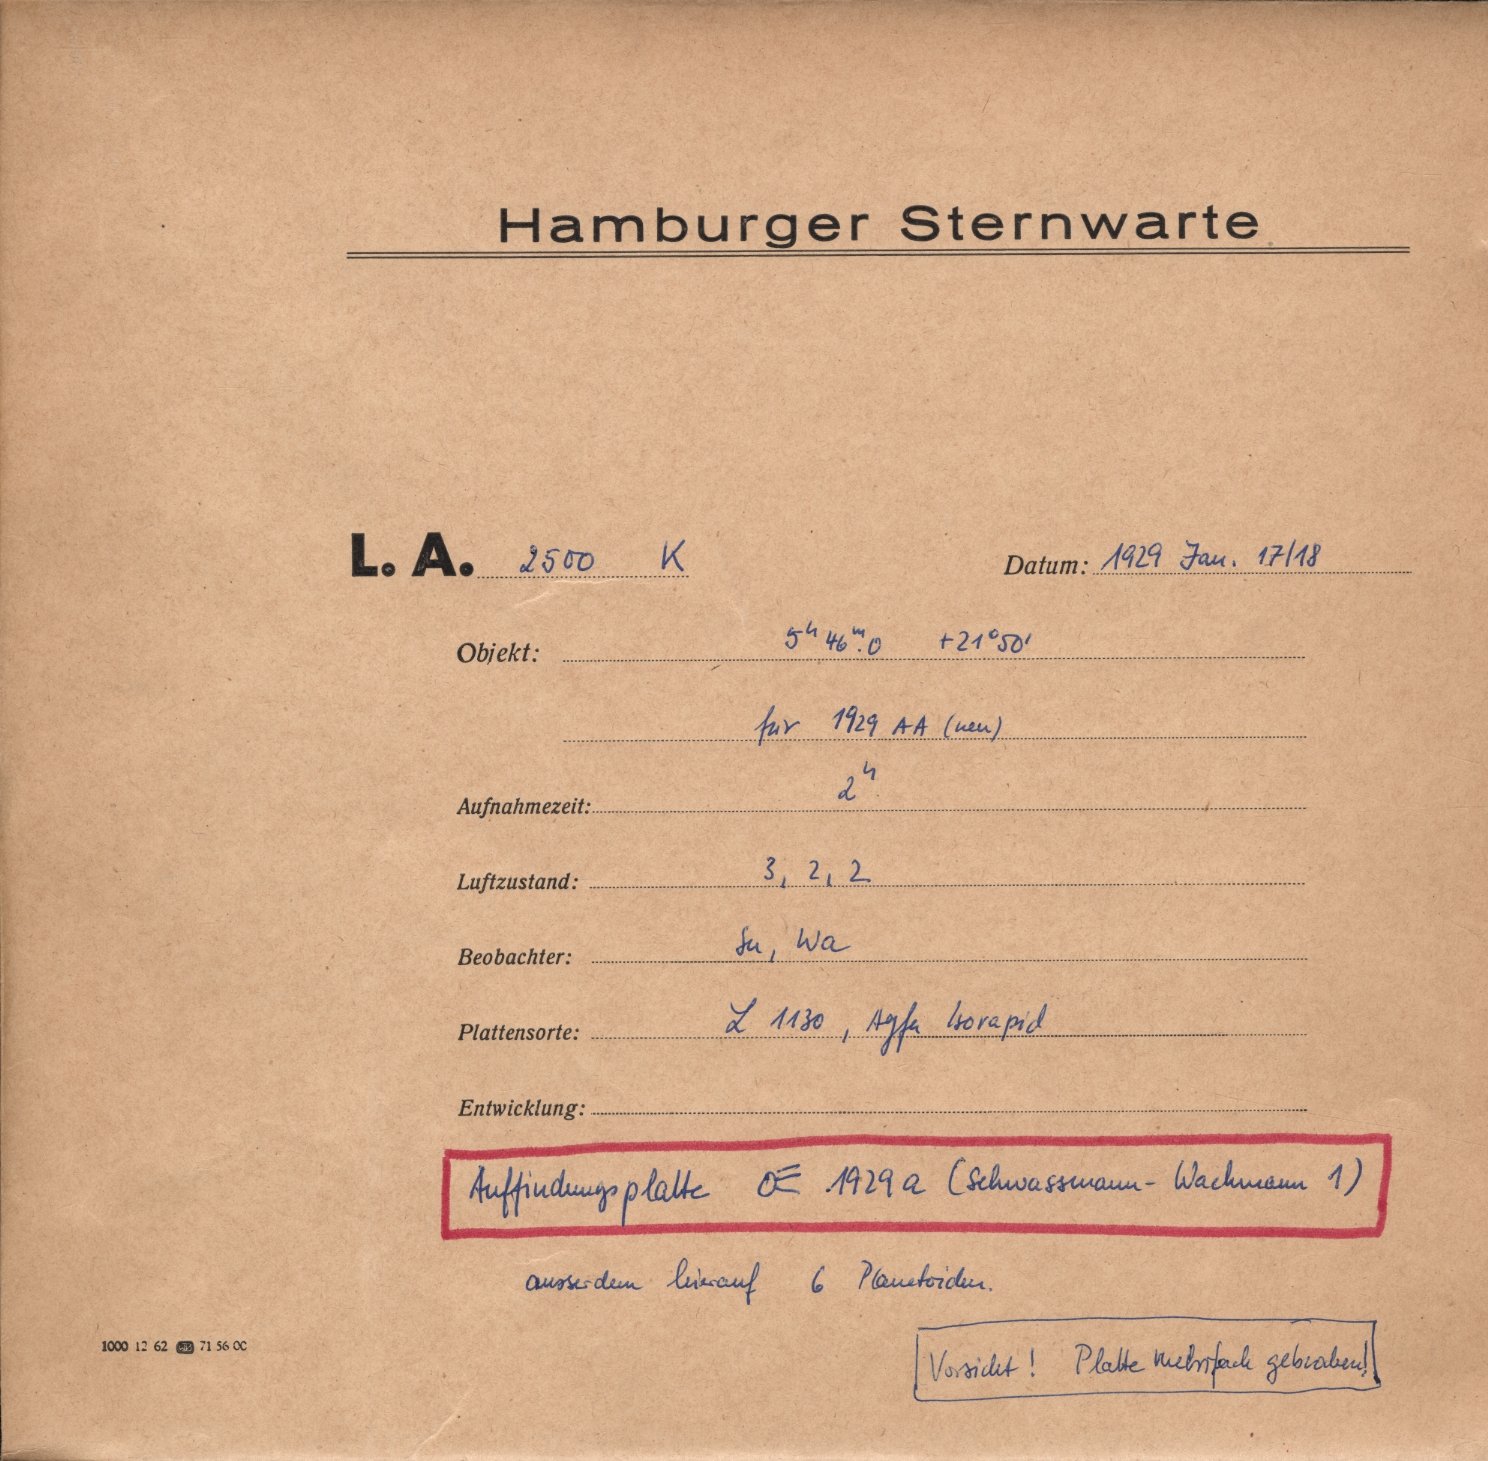 Hamburger Sternwarte
L. A. 2500 K Datum: 1929 Jan. 17/18
Objekt: 5ʰ 46ᵐ.0 +21°50'
für 1929 AA (neu)
Aufnahmezeit: 2ʰ
Luftzustand: 3, 2, 2
Beobachter: Su, Wa
Plattensorte: L 1130, Agfa Isorapid
Entwicklung:
Auffindungsplatte ☄ 1929 a (Schwassmann-Wachmann 1)
ausserdem hierauf 6 Planetoiden.
1000 12 62 71 56 0C
Vorsicht! Platte mehrfach gebrochen!